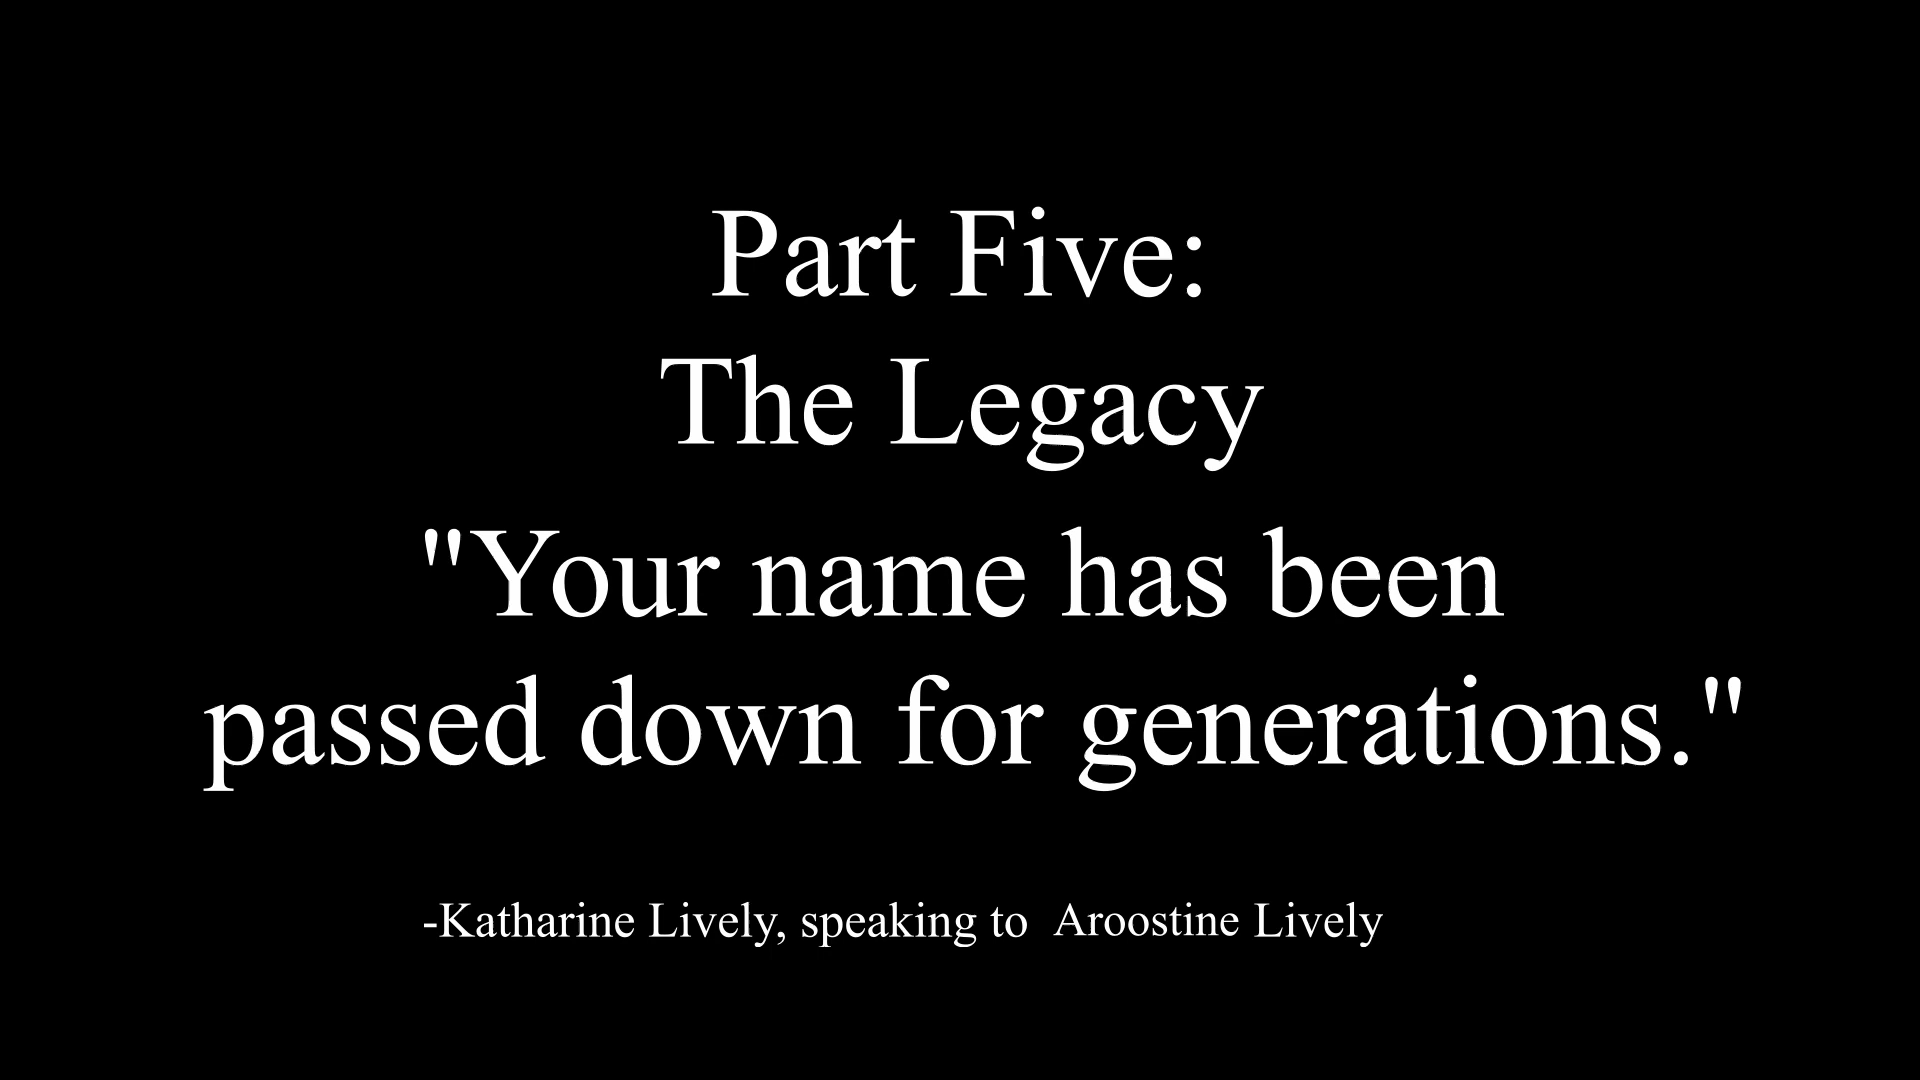 Part Five:
The Legacy
"Your name has been
passed down for generations."
-Katharine Lively, speaking to Aroostine Lively